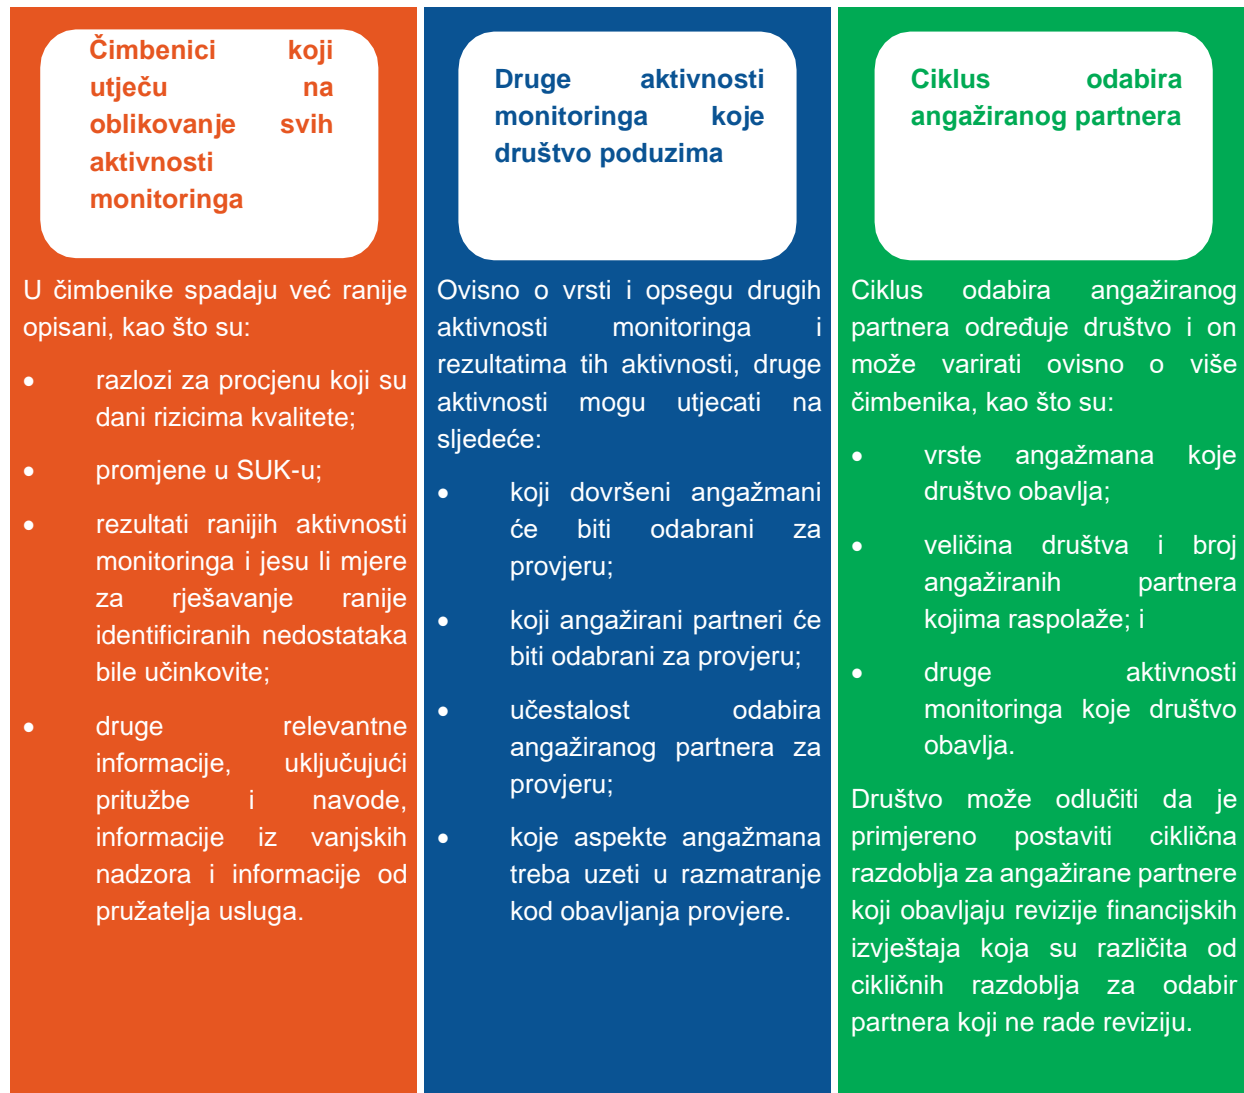 Čimbenici koji
utječu na
oblikovanje svih
aktivnosti
monitoringa
U čimbenike spadaju već ranije
opisani, kao što su:
• razlozi za procjenu koji su
dani rizicima kvalitete;
• promjene u SUK-u;
• rezultati ranijih aktivnosti
monitoringa i jesu li mjere
za rješavanje ranije
identificiranih nedostataka
bile učinkovite;
• druge relevantne
informacije, uključujući
pritužbe i navode,
informacije iz vanjskih
nadzora i informacije od
pružatelja usluga.
Druge aktivnosti
monitoringa koje
društvo poduzima
Ovisno o vrsti i opsegu drugih
aktivnosti monitoringa i
rezultatima tih aktivnosti, druge
aktivnosti mogu utjecati na
sljedeće:
• koji dovršeni angažmani
će biti odabrani za
provjeru;
• koji angažirani partneri će
biti odabrani za provjeru;
• učestalost odabira
angažiranog partnera za
provjeru;
• koje aspekte angažmana
treba uzeti u razmatranje
kod obavljanja provjere.
Ciklus odabira
angažiranog partnera
Ciklus odabira angažiranog
partnera određuje društvo i on
može varirati ovisno o više
čimbenika, kao što su:
• vrste angažmana koje
društvo obavlja;
• veličina društva i broj
angažiranih partnera
kojima raspolaže; i
• druge aktivnosti
monitoringa koje društvo
obavlja.
Društvo može odlučiti da je
primjereno postaviti ciklična
razdoblja za angažirane partnere
koji obavljaju revizije financijskih
izvještaja koja su različita od
cikličnih razdoblja za odabir
partnera koji ne rade reviziju.